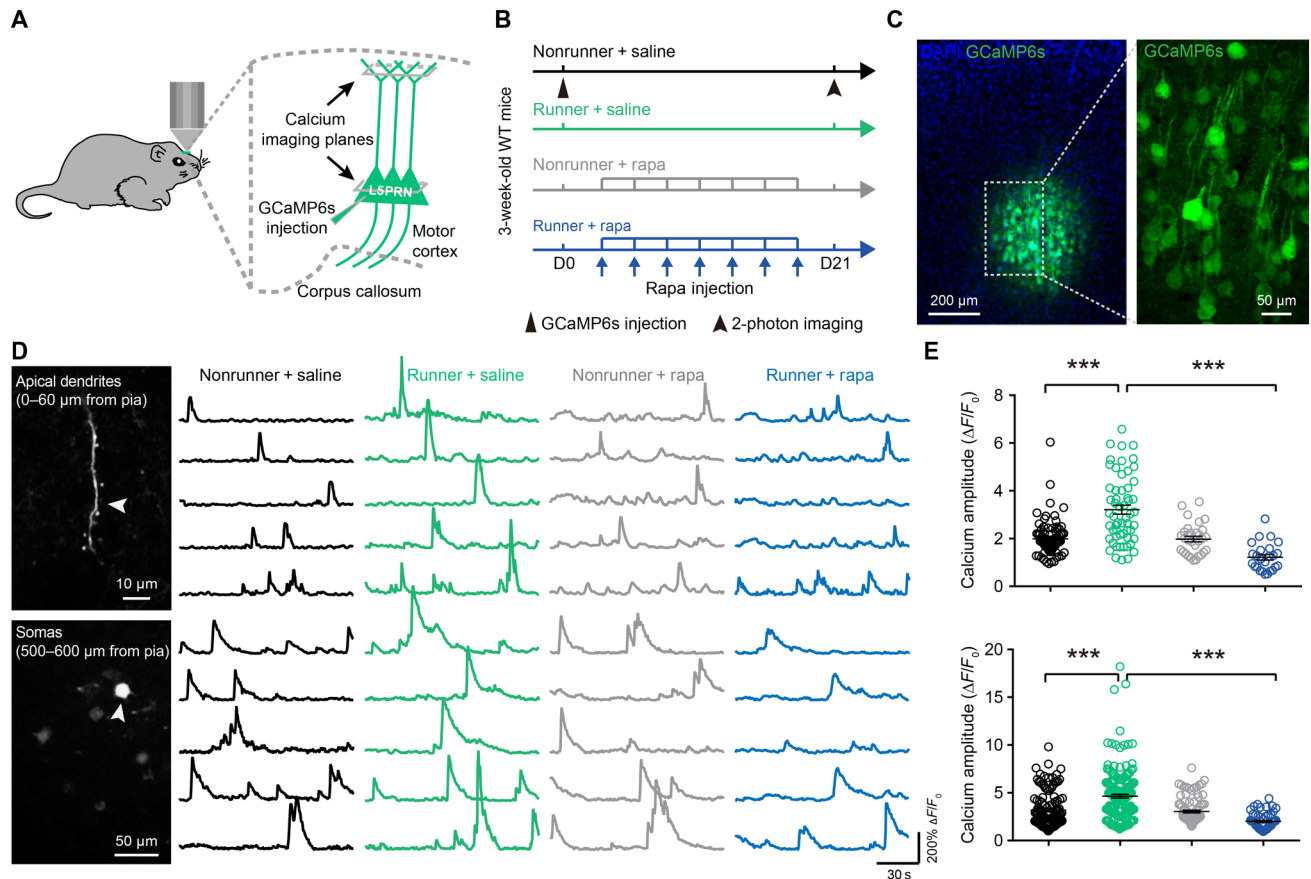 A
Calcium
imaging planes
L5PRN
GCaMP6s
injection
Motor
cortex
Corpus callosum
B
3-week-old WT mice
Nonrunner + saline
Runner + saline
Nonrunner + rapa
Runner + rapa
D0
D21
Rapa injection
GCaMP6s injection
2-photon imaging
C
DAPI GCaMP6s
200 µm
GCaMP6s
50 µm
D
Apical dendrites
(0–60 µm from pia)
10 µm
Somas
(500–600 µm from pia)
50 µm
Nonrunner + saline
Runner + saline
Nonrunner + rapa
Runner + rapa
200% ΔF/F0
30 s
E
Calcium amplitude (ΔF/F0)
8
6
4
2
0
***
***
Calcium amplitude (ΔF/F0)
20
15
10
5
0
***
***